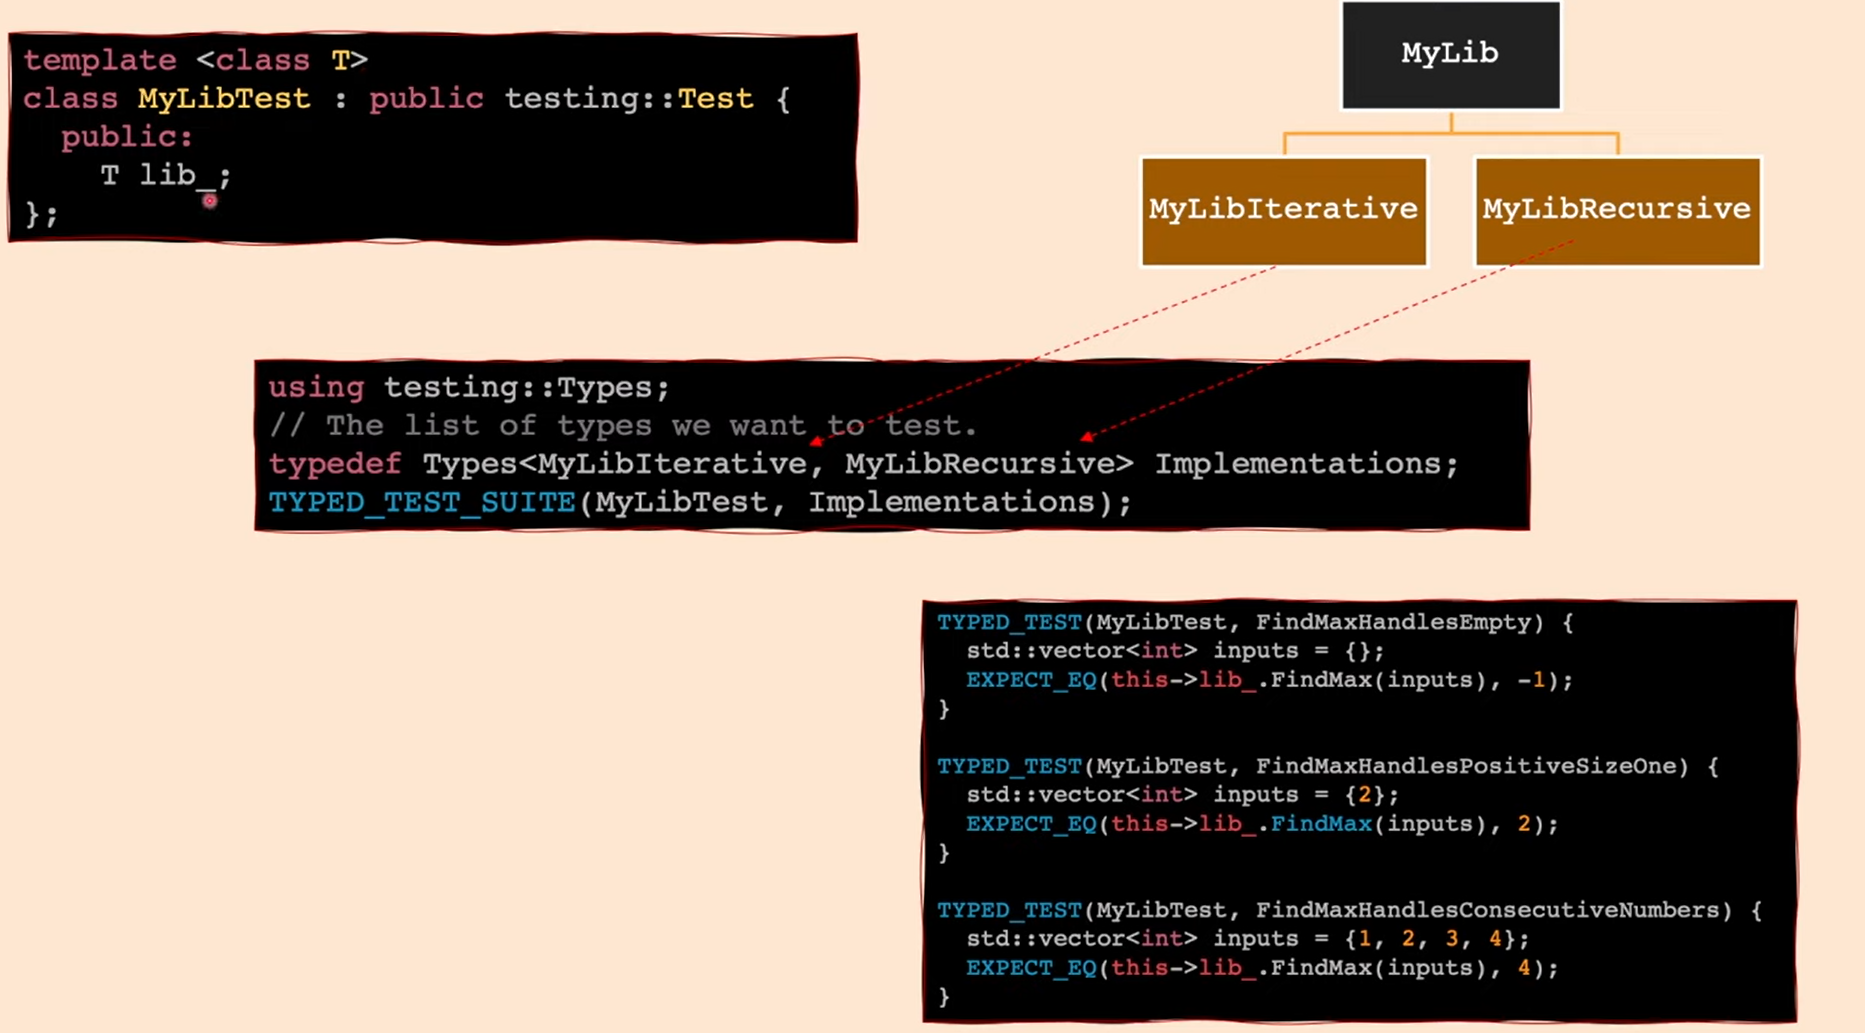 template <class T>
class MyLibTest : public testing::Test {
  public:
    T lib_;
};
MyLib
MyLibIterative
MyLibRecursive
using testing::Types;
// The list of types we want to test.
typedef Types<MyLibIterative, MyLibRecursive> Implementations;
TYPED_TEST_SUITE(MyLibTest, Implementations);
TYPED_TEST(MyLibTest, FindMaxHandlesEmpty) {
  std::vector<int> inputs = {};
  EXPECT_EQ(this->lib_.FindMax(inputs), -1);
}
TYPED_TEST(MyLibTest, FindMaxHandlesPositiveSizeOne) {
  std::vector<int> inputs = {2};
  EXPECT_EQ(this->lib_.FindMax(inputs), 2);
}
TYPED_TEST(MyLibTest, FindMaxHandlesConsecutiveNumbers) {
  std::vector<int> inputs = {1, 2, 3, 4};
  EXPECT_EQ(this->lib_.FindMax(inputs), 4);
}